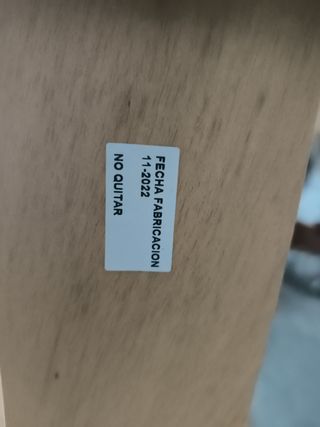 FECHA FABRICACION
11-2022
NO QUITAR